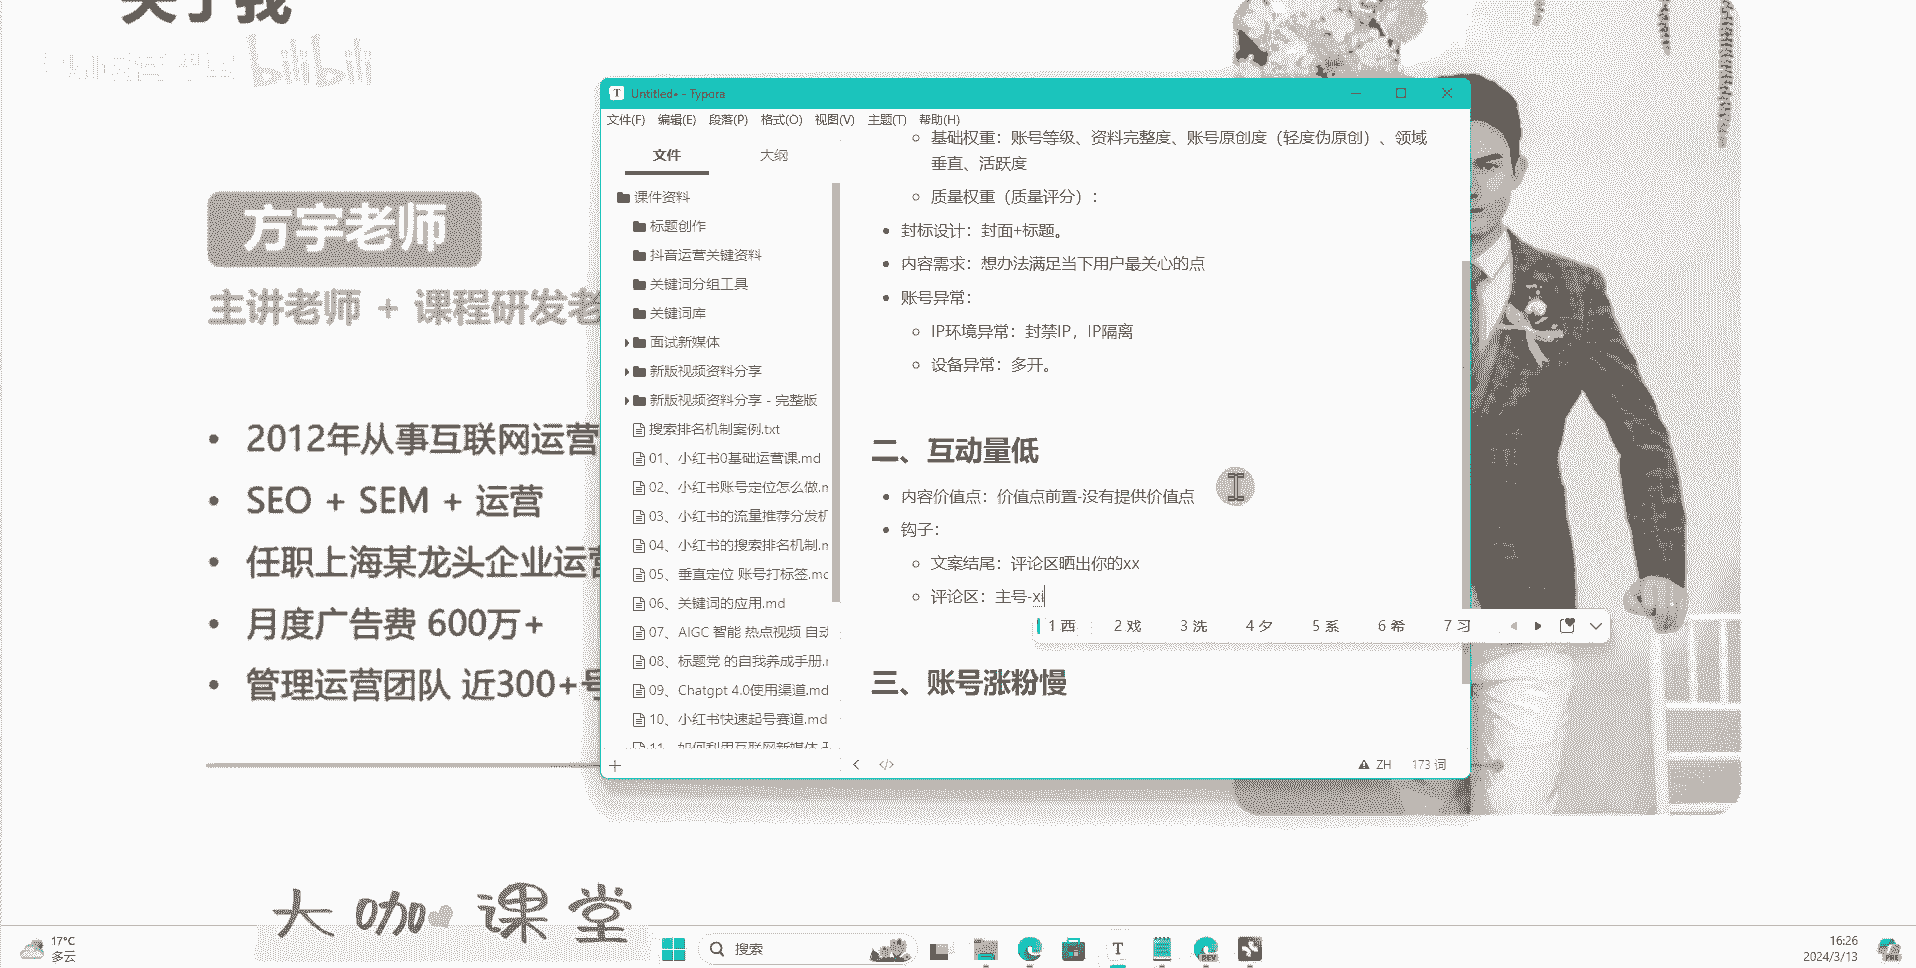 关于我
bilibili
方宇老师
主讲老师 + 课程研发老
• 2012年从事互联网运营
• SEO + SEM + 运营
• 任职上海某龙头企业运营
• 月度广告费 600万+
• 管理运营团队 近300+号
Untitled• - Typora
文件(F) 编辑(E) 段落(P) 格式(O) 视图(V) 主题(T) 帮助(H)
文件 大纲
课件资料
标题创作
抖音运营关键资料
关键词分组工具
关键词库
面试新媒体
新版视频资料分享
新版视频资料分享 - 完整版
搜索排名机制案例.txt
01、小红书0基础运营课.md
02、小红书账号定位怎么做.m
03、小红书的流量推荐分发机
04、小红书的搜索排名机制.m
05、垂直定位 账号打标签.mc
06、关键词的应用.md
07、AIGC 智能 热点视频 自动
08、标题党 的自我养成手册.r
09、Chatgpt 4.0使用渠道.md
10、小红书快速起号赛道.md
11、如何利用互联网新媒体
基础权重：账号等级、资料完整度、账号原创度（轻度伪原创）、领域
垂直、活跃度
质量权重（质量评分）：
封标设计：封面+标题。
内容需求：想办法满足当下用户最关心的点
账号异常：
IP环境异常：封禁IP，IP隔离
设备异常：多开。
二、互动量低
内容价值点：价值点前置-没有提供价值点
钩子：
文案结尾：评论区晒出你的xx
评论区：主号-xi
1 西 2 戏 3 洗 4 夕 5 系 6 希 7 习
三、账号涨粉慢
ZH 173 词
大咖课堂
17°C
多云
搜索
16:26
2024/3/13